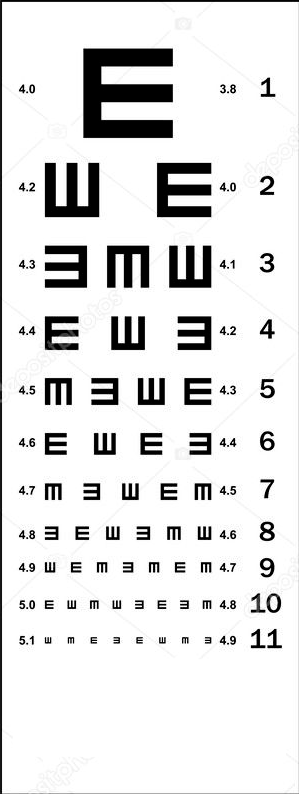 4.0 E 3.8 1
4.2 Ш E 4.0 2
4.3 Ǝ M Ш 4.1 3
4.4 E Ш Ǝ 4.2 4
4.5 M Ǝ Ш E 4.3 5
4.6 E Ш E Ǝ 4.4 6
4.7 M Ǝ Ш E M 4.5 7
4.8 Ǝ E Ш Ǝ M Ш 4.6 8
4.9 Ш E M Ǝ M E M 4.7 9
5.0 E Ш M Ш Ǝ E Ǝ M 4.8 10
5.1 Ш M E Ǝ E Ш M Ǝ 4.9 11